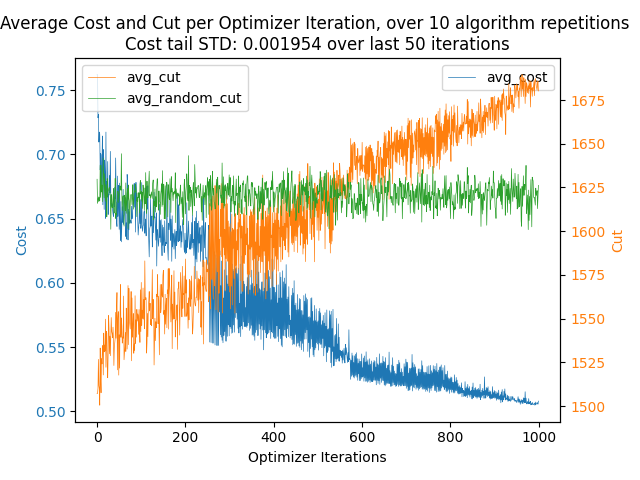 Average Cost and Cut per Optimizer Iteration, over 10 algorithm repetitions
Cost tail STD: 0.001954 over last 50 iterations
avg_cut
avg_random_cut
avg_cost
0.75
0.70
0.65
0.60
0.55
0.50
Cost
1675
1650
1625
1600
1575
1550
1525
1500
Cut
0 200 400 600 800 1000
Optimizer Iterations